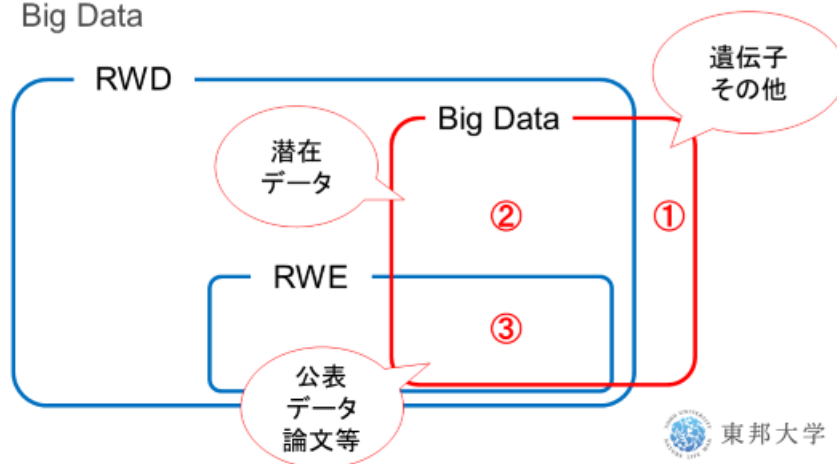 Big Data
RWD
遺伝子
その他
Big Data
潜在
データ
②
①
RWE
③
公表
データ
論文等
東邦大学